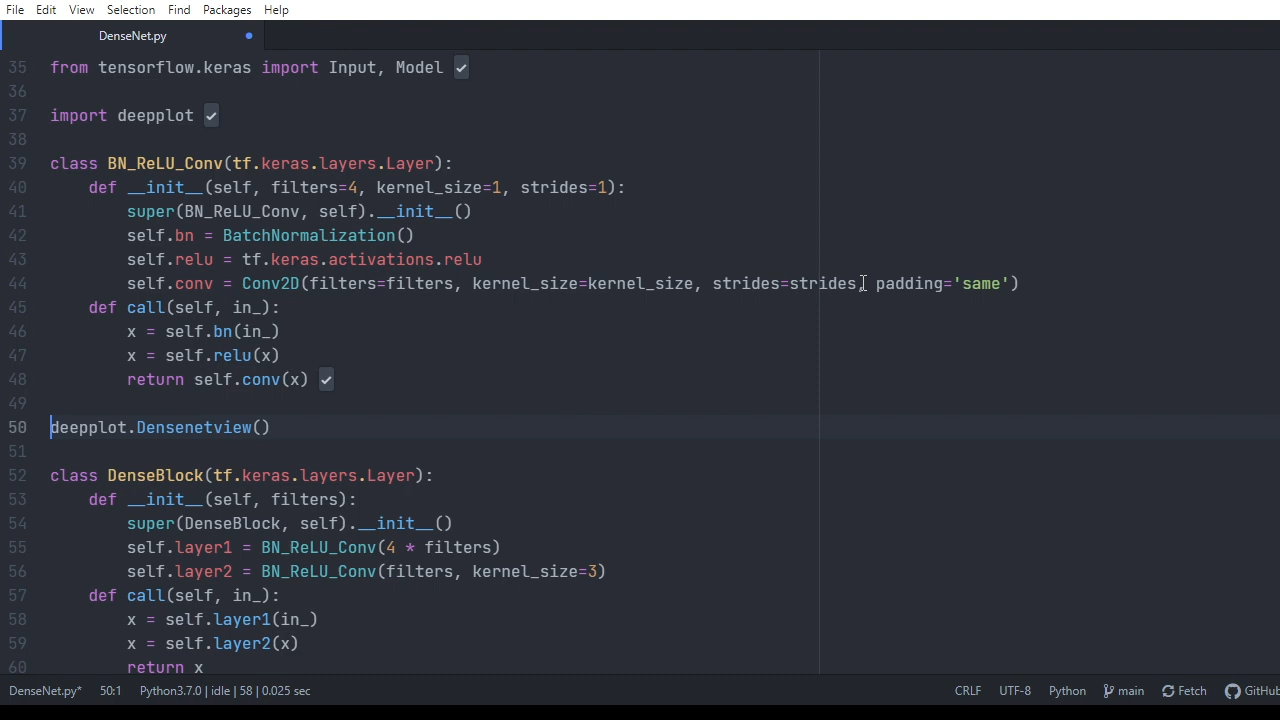 File Edit View Selection Find Packages Help
DenseNet.py
35 from tensorflow.keras import Input, Model
36
37 import deepplot
38
39 class BN_ReLU_Conv(tf.keras.layers.Layer):
40 def __init__(self, filters=4, kernel_size=1, strides=1):
41 super(BN_ReLU_Conv, self).__init__()
42 self.bn = BatchNormalization()
43 self.relu = tf.keras.activations.relu
44 self.conv = Conv2D(filters=filters, kernel_size=kernel_size, strides=strides, padding='same')
45 def call(self, in_):
46 x = self.bn(in_)
47 x = self.relu(x)
48 return self.conv(x)
49
50 deepplot.Densenetview()
51
52 class DenseBlock(tf.keras.layers.Layer):
53 def __init__(self, filters):
54 super(DenseBlock, self).__init__()
55 self.layer1 = BN_ReLU_Conv(4 * filters)
56 self.layer2 = BN_ReLU_Conv(filters, kernel_size=3)
57 def call(self, in_):
58 x = self.layer1(in_)
59 x = self.layer2(x)
60 return x
DenseNet.py* 50:1 Python3.7.0 | idle | 58 | 0.025 sec CRLF UTF-8 Python main Fetch GitHub